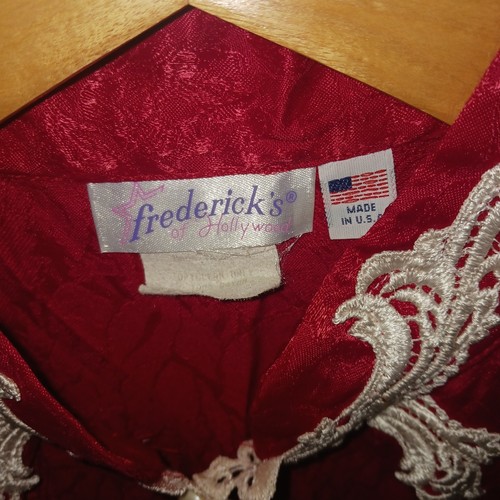 frederick's®
of Hollywood
MADE
IN U.S.A